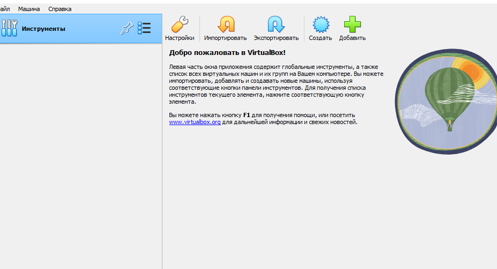 айл Машина Справка
Инструменты
Настройки Импортировать Экспортировать Создать Добавить
Добро пожаловать в VirtualBox!
Левая часть окна приложения содержит глобальные инструменты, а также
список всех виртуальных машин и их групп на Вашем компьютере. Вы можете
импортировать, добавлять и создавать новые машины, используя
соответствующие кнопки панели инструментов. Для получения списка
инструментов текущего элемента, нажмите соответствующую кнопку
элемента.
Вы можете нажать кнопку F1 для получения помощи, или посетить
www.virtualbox.org для дальнейшей информации и свежих новостей.